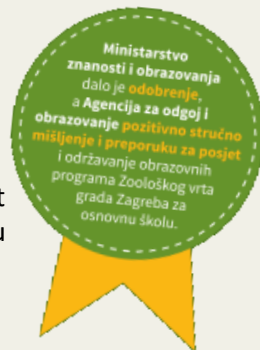 Ministarstvo
znanosti i obrazovanja
dalo je odobrenje,
a Agencija za odgoj i
obrazovanje pozitivno stručno
mišljenje i preporuku za posjet
i održavanje obrazovnih
programa Zoološkog vrta
grada Zagreba za
osnovnu školu.
t
u